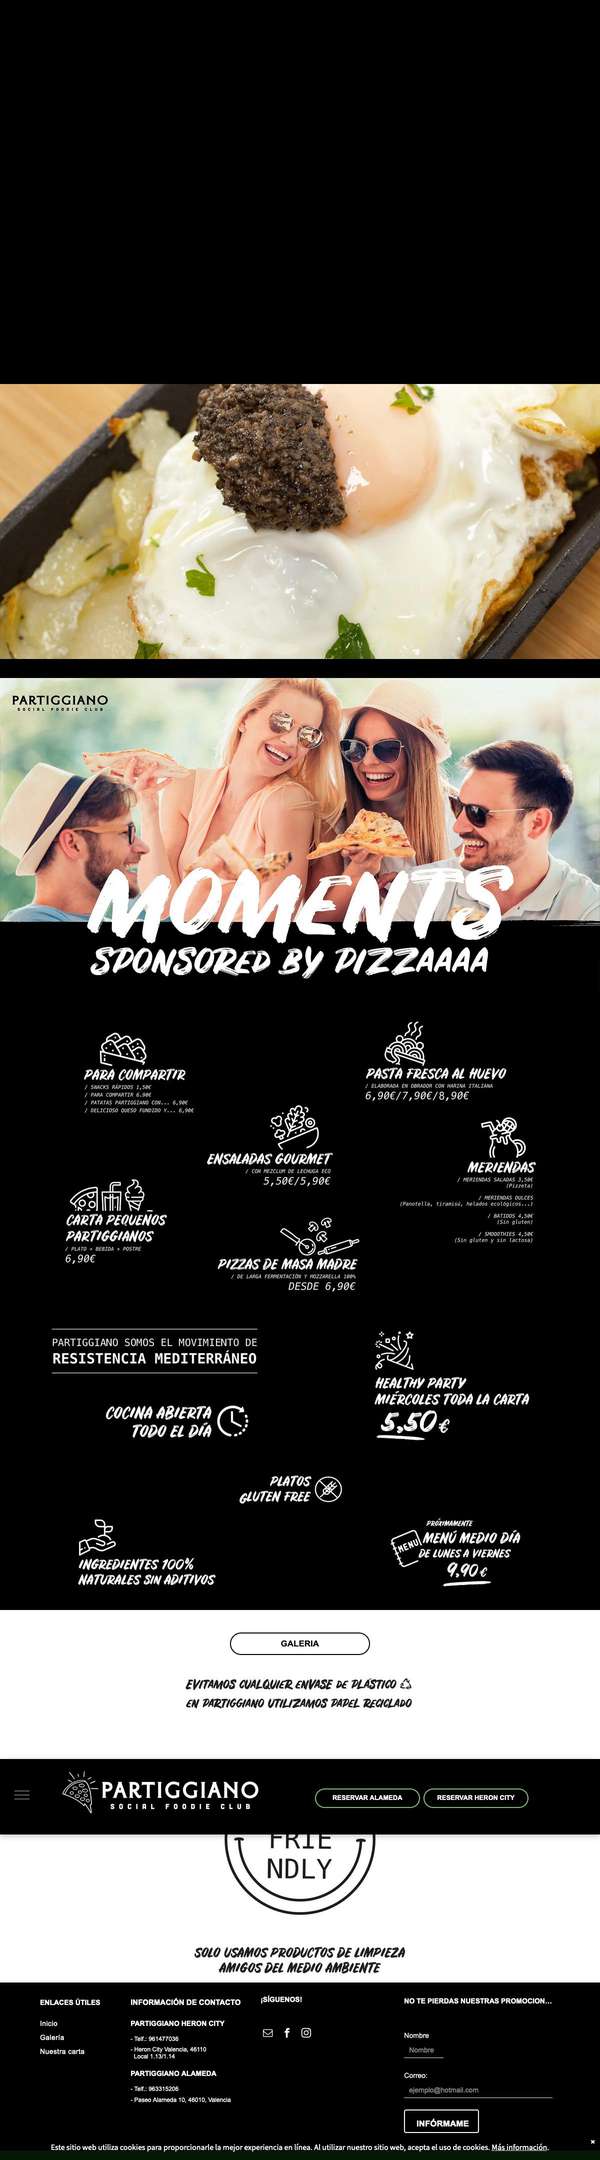 PARTIGGIANO
SOCIAL FOODIE CLUB
MOMENTS
SPONSORED BY PIZZAAAA
PARA COMPARTIR
/ SNACKS RÁPIDOS 1,50€
/ PARA COMPARTIR 6.90€
/ PATATAS PARTIGGIANO CON... 6,90€
/ DELICIOSO QUESO FUNDIDO Y... 6,90€
PASTA FRESCA AL HUEVO
/ ELABORADA EN OBRADOR CON HARINA ITALIANA
6,90€/7,90€/8,90€
ENSALADAS GOURMET
/ CON MEZCLUM DE LECHUGA ECO
5,50€/5,90€
MERIENDAS
/ MERIENDAS SALADAS 3,50€
(Pizzeta)
/ MERIENDAS DULCES
(Panotella, tiramisú, helados ecológicos...)
/ BATIDOS 4,50€
(Sin gluten)
/ SMOOTHIES 4,50€
(Sin gluten y sin lactosa)
CARTA PEQUEÑOS
PARTIGGIANOS
/ PLATO + BEBIDA + POSTRE
6,90€
PIZZAS DE MASA MADRE
/ DE LARGA FERMENTACIÓN Y MOZZARELLA 100%
DESDE 6,90€
PARTIGGIANO SOMOS EL MOVIMIENTO DE
RESISTENCIA MEDITERRÁNEO
HEALTHY PARTY
MIÉRCOLES TODA LA CARTA
5,50€
COCINA ABIERTA
TODO EL DÍA
PLATOS
GLUTEN FREE
INGREDIENTES 100%
NATURALES SIN ADITIVOS
PRÓXIMAMENTE
MENU
MENÚ MEDIO DÍA
DE LUNES A VIERNES
9,90€
GALERIA
EVITAMOS CUALQUIER ENVASE DE PLÁSTICO
EN PARTIGGIANO UTILIZAMOS PAPEL RECICLADO
PARTIGGIANO
SOCIAL FOODIE CLUB
RESERVAR ALAMEDA
RESERVAR HERON CITY
FRIE
NDLY
SOLO USAMOS PRODUCTOS DE LIMPIEZA
AMIGOS DEL MEDIO AMBIENTE
ENLACES ÚTILES
Inicio
Galería
Nuestra carta
INFORMACIÓN DE CONTACTO
PARTIGGIANO HERON CITY
- Telf.: 961477036
- Heron City Valencia, 46110
Local 1.13/1.14
PARTIGGIANO ALAMEDA
- Telf.: 963315206
- Paseo Alameda 10, 46010, Valencia
¡SÍGUENOS!
NO TE PIERDAS NUESTRAS PROMOCION...
Nombre
Nombre
Correo:
ejemplo@hotmail.com
INFÓRMAME
Este sitio web utiliza cookies para proporcionarle la mejor experiencia en línea. Al utilizar nuestro sitio web, acepta el uso de cookies. Más información.